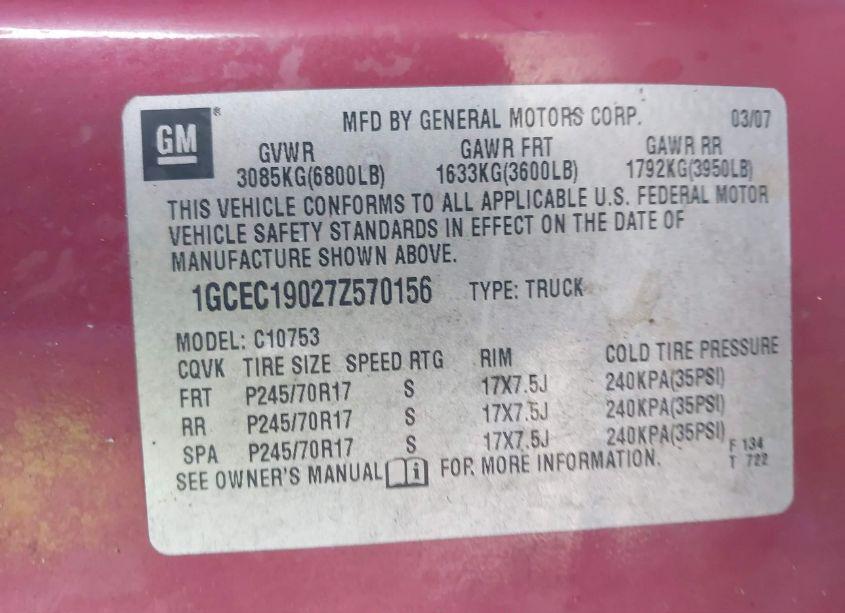 GM ® MFD BY GENERAL MOTORS CORP. 03/07
GVWR GAWR FRT GAWR RR
3085KG(6800LB) 1633KG(3600LB) 1792KG(3950LB)
THIS VEHICLE CONFORMS TO ALL APPLICABLE U.S. FEDERAL MOTOR
VEHICLE SAFETY STANDARDS IN EFFECT ON THE DATE OF
MANUFACTURE SHOWN ABOVE.
1GCEC19027Z570156 TYPE: TRUCK
MODEL: C10753
CQVK TIRE SIZE SPEED RTG RIM COLD TIRE PRESSURE
FRT P245/70R17 S 17X7.5J 240KPA(35PSI)
RR P245/70R17 S 17X7.5J 240KPA(35PSI)
SPA P245/70R17 S 17X7.5J 240KPA(35PSI)
SEE OWNER'S MANUAL i FOR MORE INFORMATION.
F 134
T 722